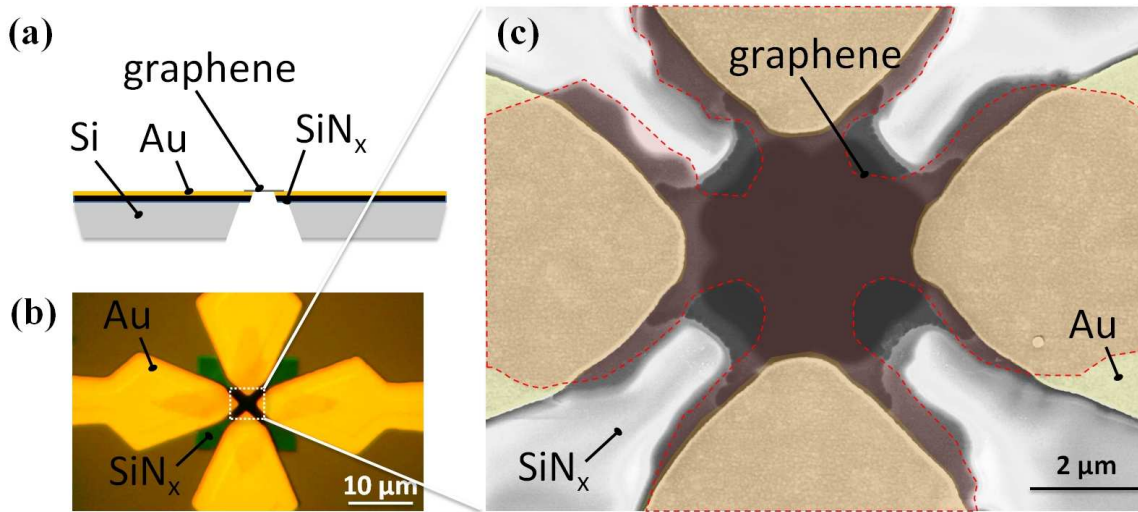 (a)
graphene
Si
Au
SiNₓ
(b)
Au
SiNₓ
10 µm
(c)
graphene
Au
SiNₓ
2 µm